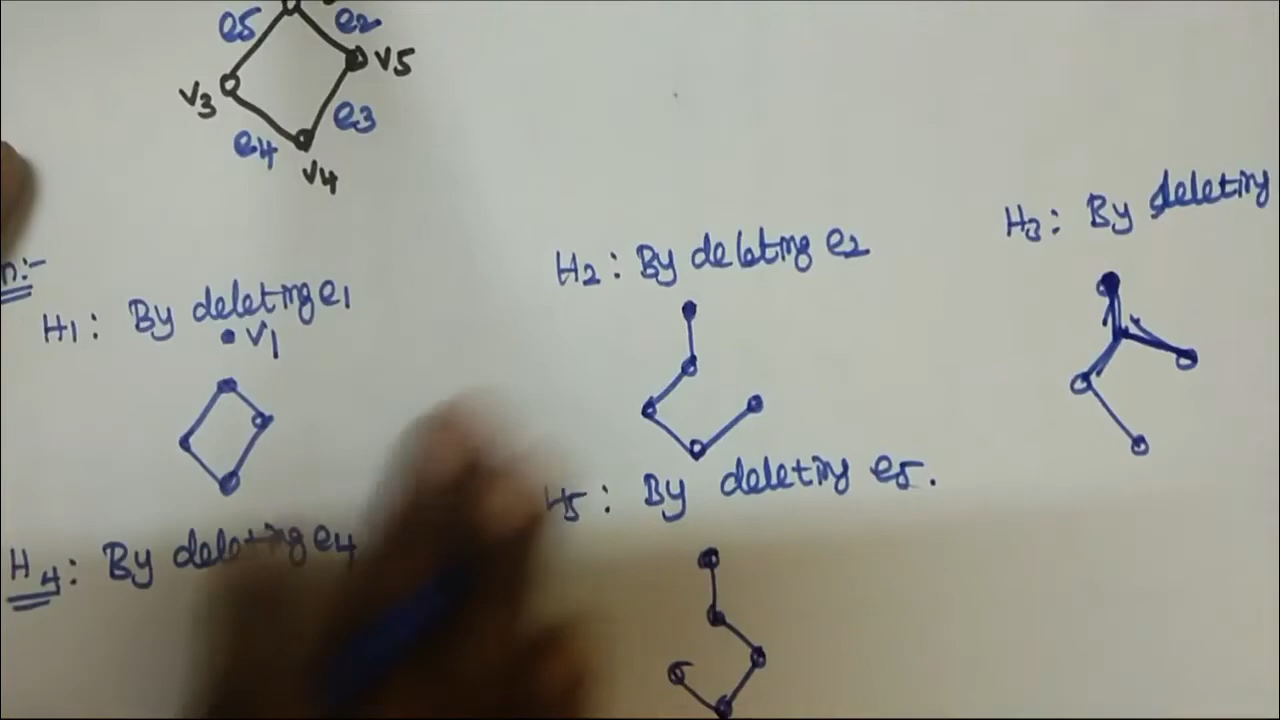 e5 e2
v3 v5
e4 e3
v4
n:-
H1: By deleting e1
v1
H2: By deleting e2
H3: By deleting
H4: By deleting e4
H5: By deleting e5.